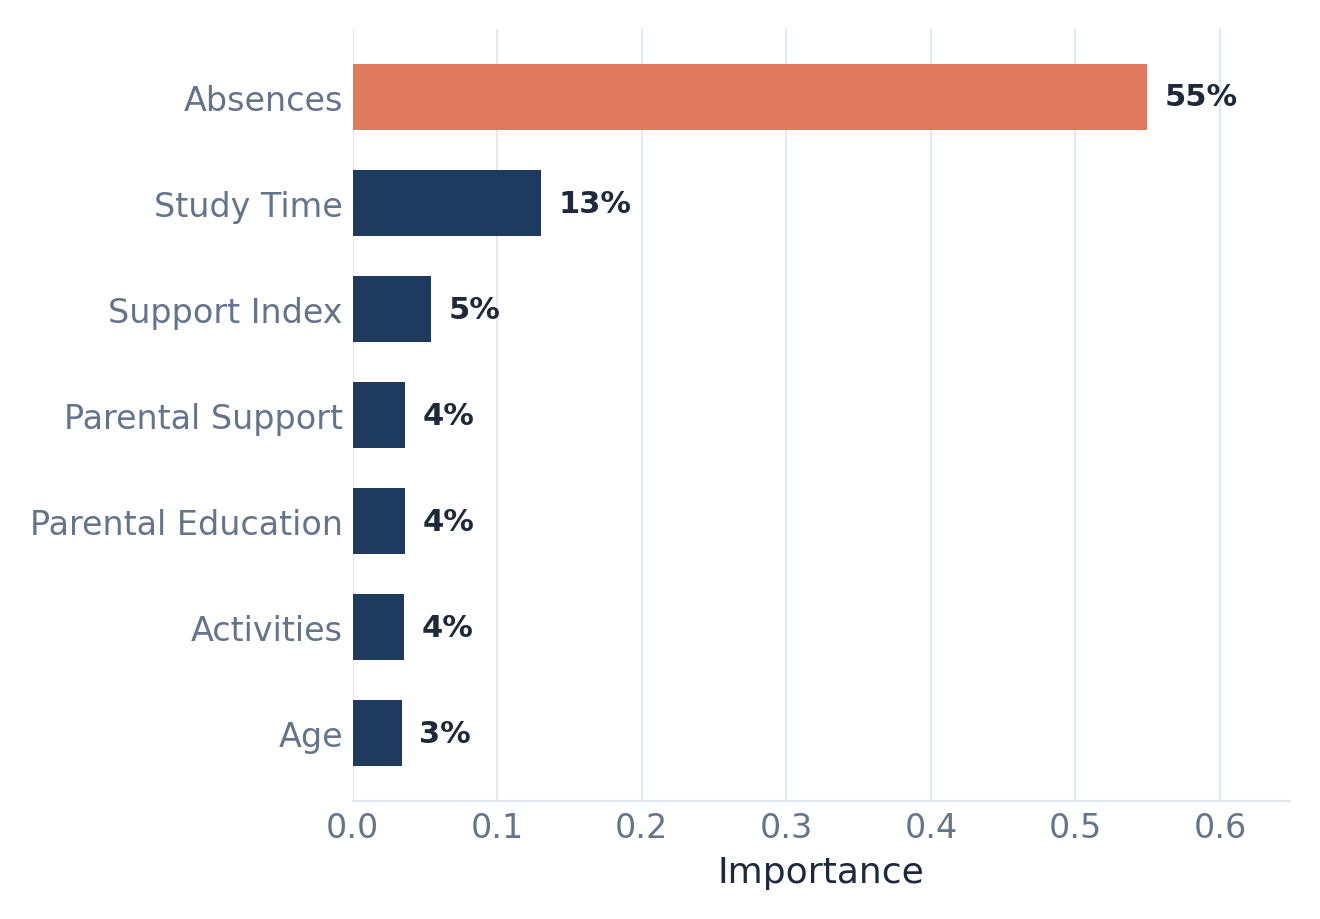 Absences 55%
Study Time 13%
Support Index 5%
Parental Support 4%
Parental Education 4%
Activities 4%
Age 3%
0.0 0.1 0.2 0.3 0.4 0.5 0.6
Importance